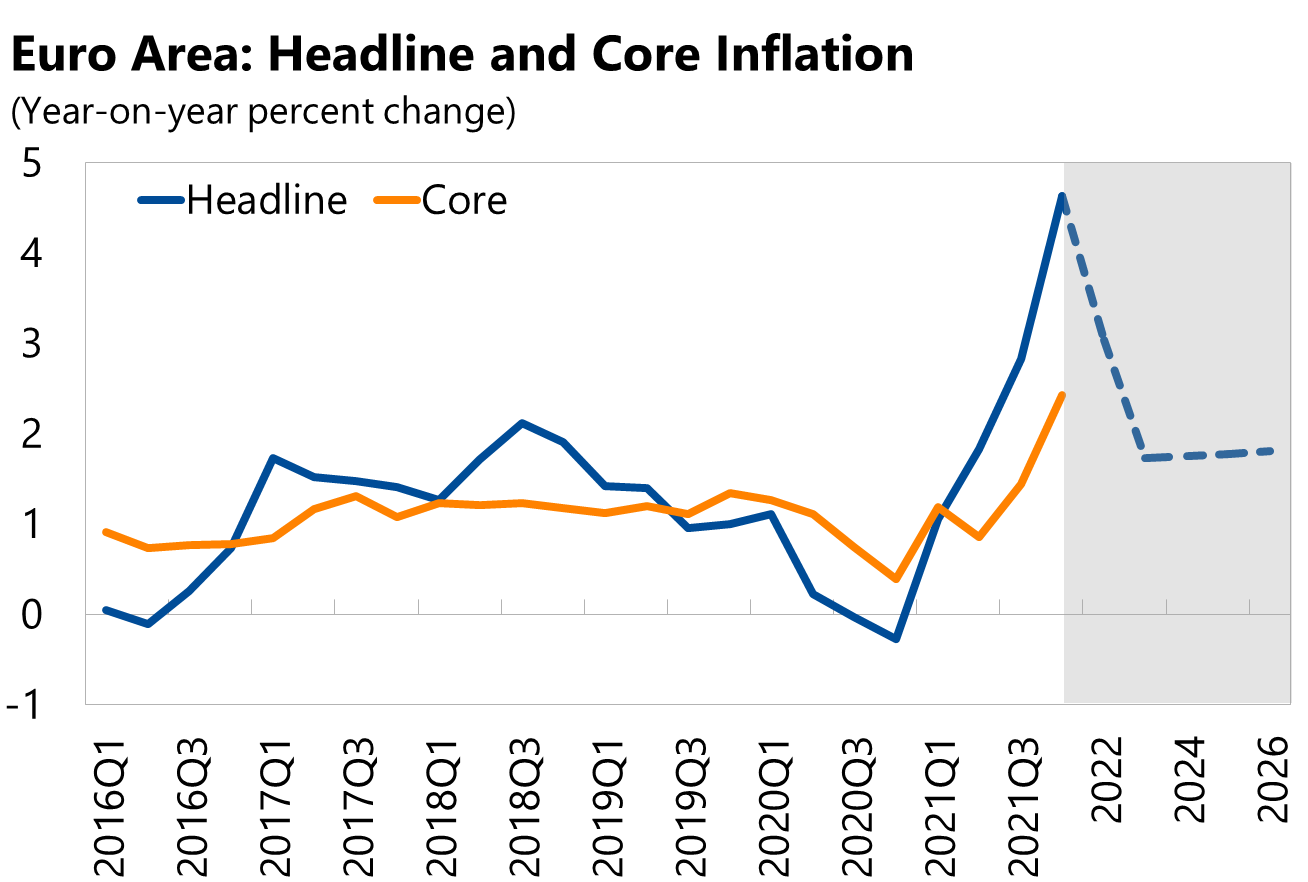 Euro Area: Headline and Core Inflation
(Year-on-year percent change)
5
Headline Core
4
3
2
1
0
-1
2016Q1
2016Q3
2017Q1
2017Q3
2018Q1
2018Q3
2019Q1
2019Q3
2020Q1
2020Q3
2021Q1
2021Q3
2022
2024
2026